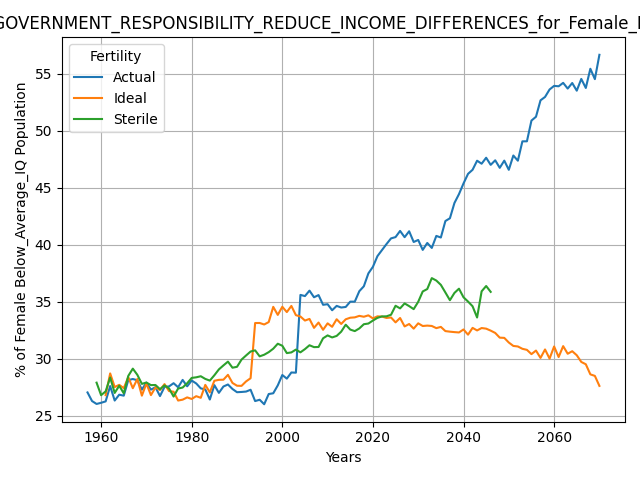 GOVERNMENT_RESPONSIBILITY_REDUCE_INCOME_DIFFERENCES_for_Female_
Fertility
Actual
Ideal
Sterile
% of Female Below_Average_IQ Population
55
50
45
40
35
30
25
1960 1980 2000 2020 2040 2060
Years